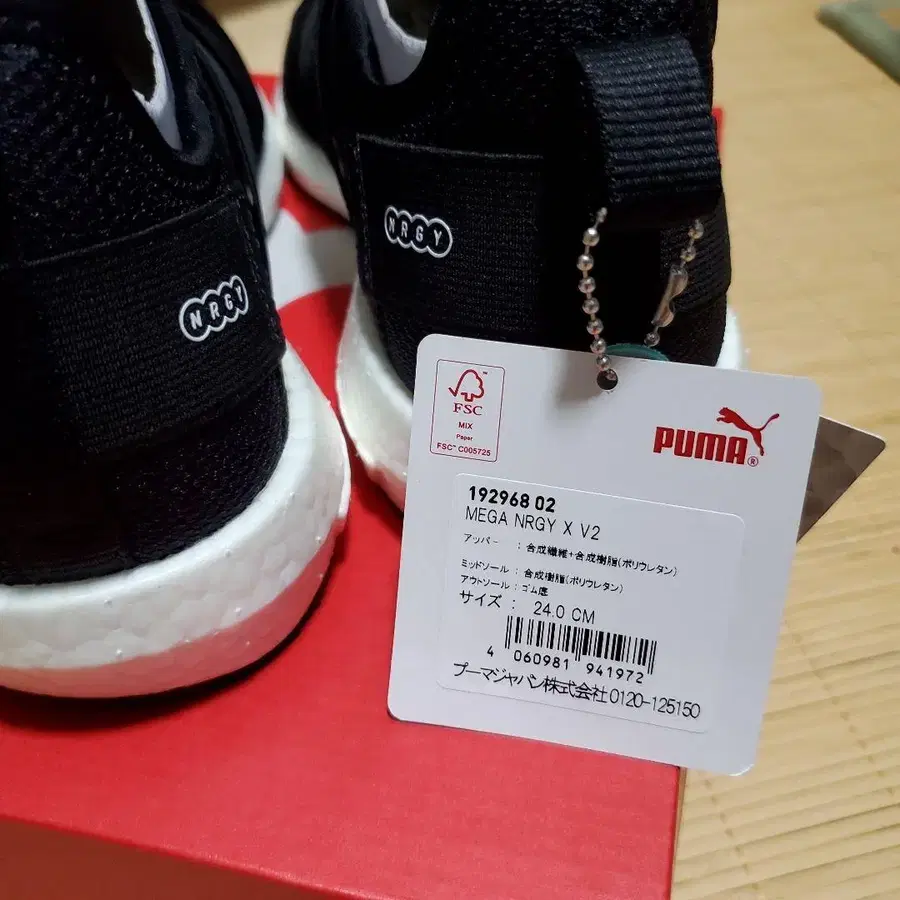 NRGY
NRGY
FSC
MIX
Paper
FSC™ C005725
PUMA®
192968 02
MEGA NRGY X V2
アッパー : 合成繊維+合成樹脂(ポリウレタン)
ミッドソール : 合成樹脂(ポリウレタン)
アウトソール : ゴム底
サイズ : 24.0 CM
4 060981 941972
プーマジャパン株式会社 0120-125150